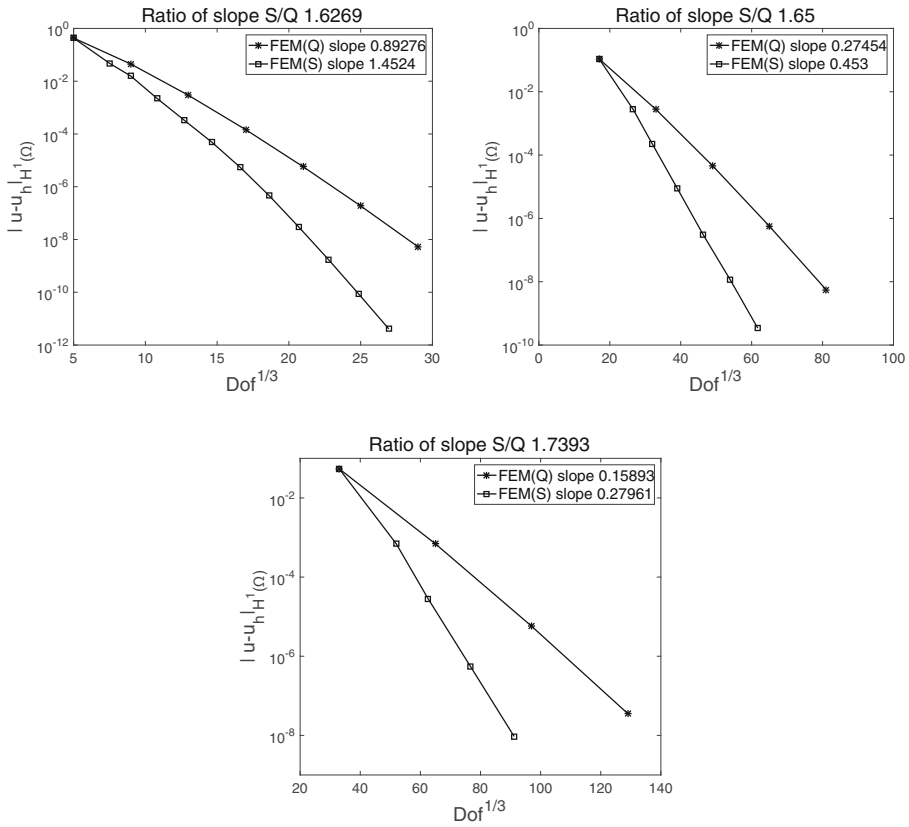 Ratio of slope S/Q 1.6269
FEM(Q) slope 0.89276
FEM(S) slope 1.4524
10^0
10^-2
10^-4
10^-6
10^-8
10^-10
10^-12
| u-u_h|_H^1(Ω)
5 10 15 20 25 30
Dof^1/3
Ratio of slope S/Q 1.65
FEM(Q) slope 0.27454
FEM(S) slope 0.453
10^0
10^-2
10^-4
10^-6
10^-8
10^-10
| u-u_h|_H^1(Ω)
0 20 40 60 80 100
Dof^1/3
Ratio of slope S/Q 1.7393
FEM(Q) slope 0.15893
FEM(S) slope 0.27961
10^-2
10^-4
10^-6
10^-8
| u-u_h|_H^1(Ω)
20 40 60 80 100 120 140
Dof^1/3